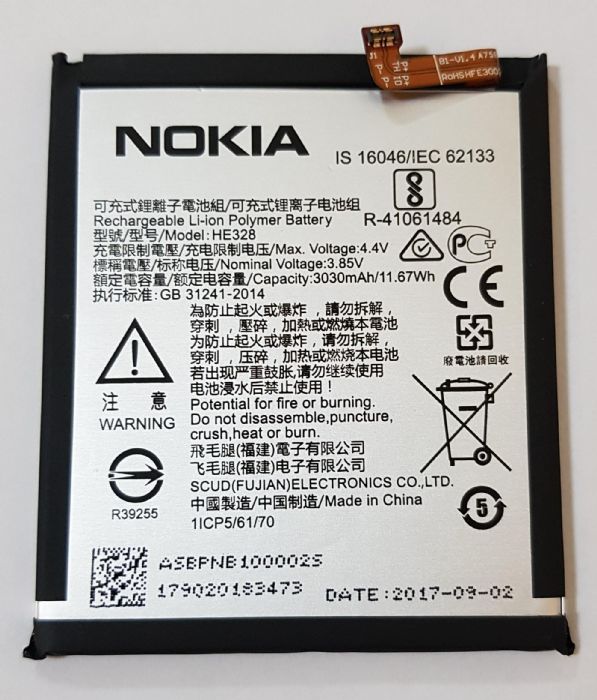 J1
P+ P+
TH ID
P- P-
B1-V1.4 A75
ROHSHFE300
NOKIA
IS 16046/IEC 62133
R-41061484
可充式鋰離子電池組/可充式锂离子电池组
Rechargeable Li-ion Polymer Battery
型號/型号/Model: HE328
充電限制電壓/充电限制电压/Max. Voltage:4.4V
標稱電壓/标称电压/Nominal Voltage:3.85V
額定電容量/额定电容量/Capacity:3030mAh/11.67Wh
执行标准: GB 31241-2014
為防止起火或爆炸，請勿拆解，
穿刺，壓碎，加熱或燃燒本電池
为防止起火或爆炸，请勿拆解，
穿刺，压碎，加热或燃烧本电池
若出现严重鼓胀,请勿继续使用
电池浸水后禁止使用!
注 意
WARNING
Potential for fire or burning.
Do not disassemble,puncture,
crush,heat or burn.
廢電池請回收
R39255
飛毛腿(福建)電子有限公司
飞毛腿(福建)电子有限公司
SCUD(FUJIAN)ELECTRONICS CO.,LTD.
中國製造/中国制造/Made in China
1ICP5/61/70
5
ASBPNB100002S
179020183473
DATE:2017-09-02